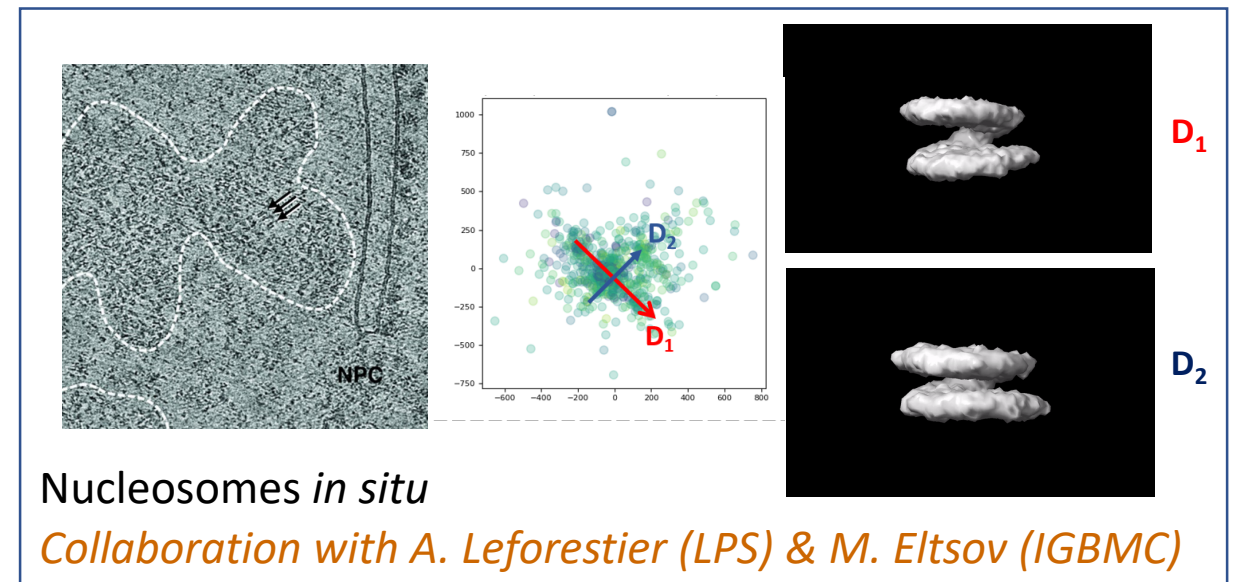 NPC
1000
750
500
250
0
−250
−500
−750
−600 −400 −200 0 200 400 600 800
D₂
D₁
D₁
D₂
Nucleosomes in situ
Collaboration with A. Leforestier (LPS) & M. Eltsov (IGBMC)